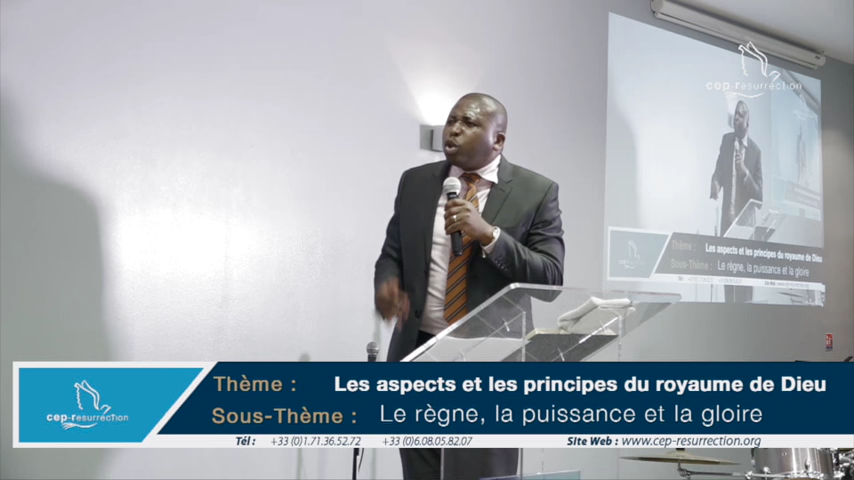 cep-resurrection
Thème : Les aspects et les principes du royaume de Dieu
Sous-Thème : Le règne, la puissance et la gloire
Thème : Les aspects et les principes du royaume de Dieu
Sous-Thème : Le règne, la puissance et la gloire
cep-resurrection
Tél : +33 (0)1.71.36.52.72 +33 (0)6.08.05.82.07 Site Web : www.cep-resurrection.org